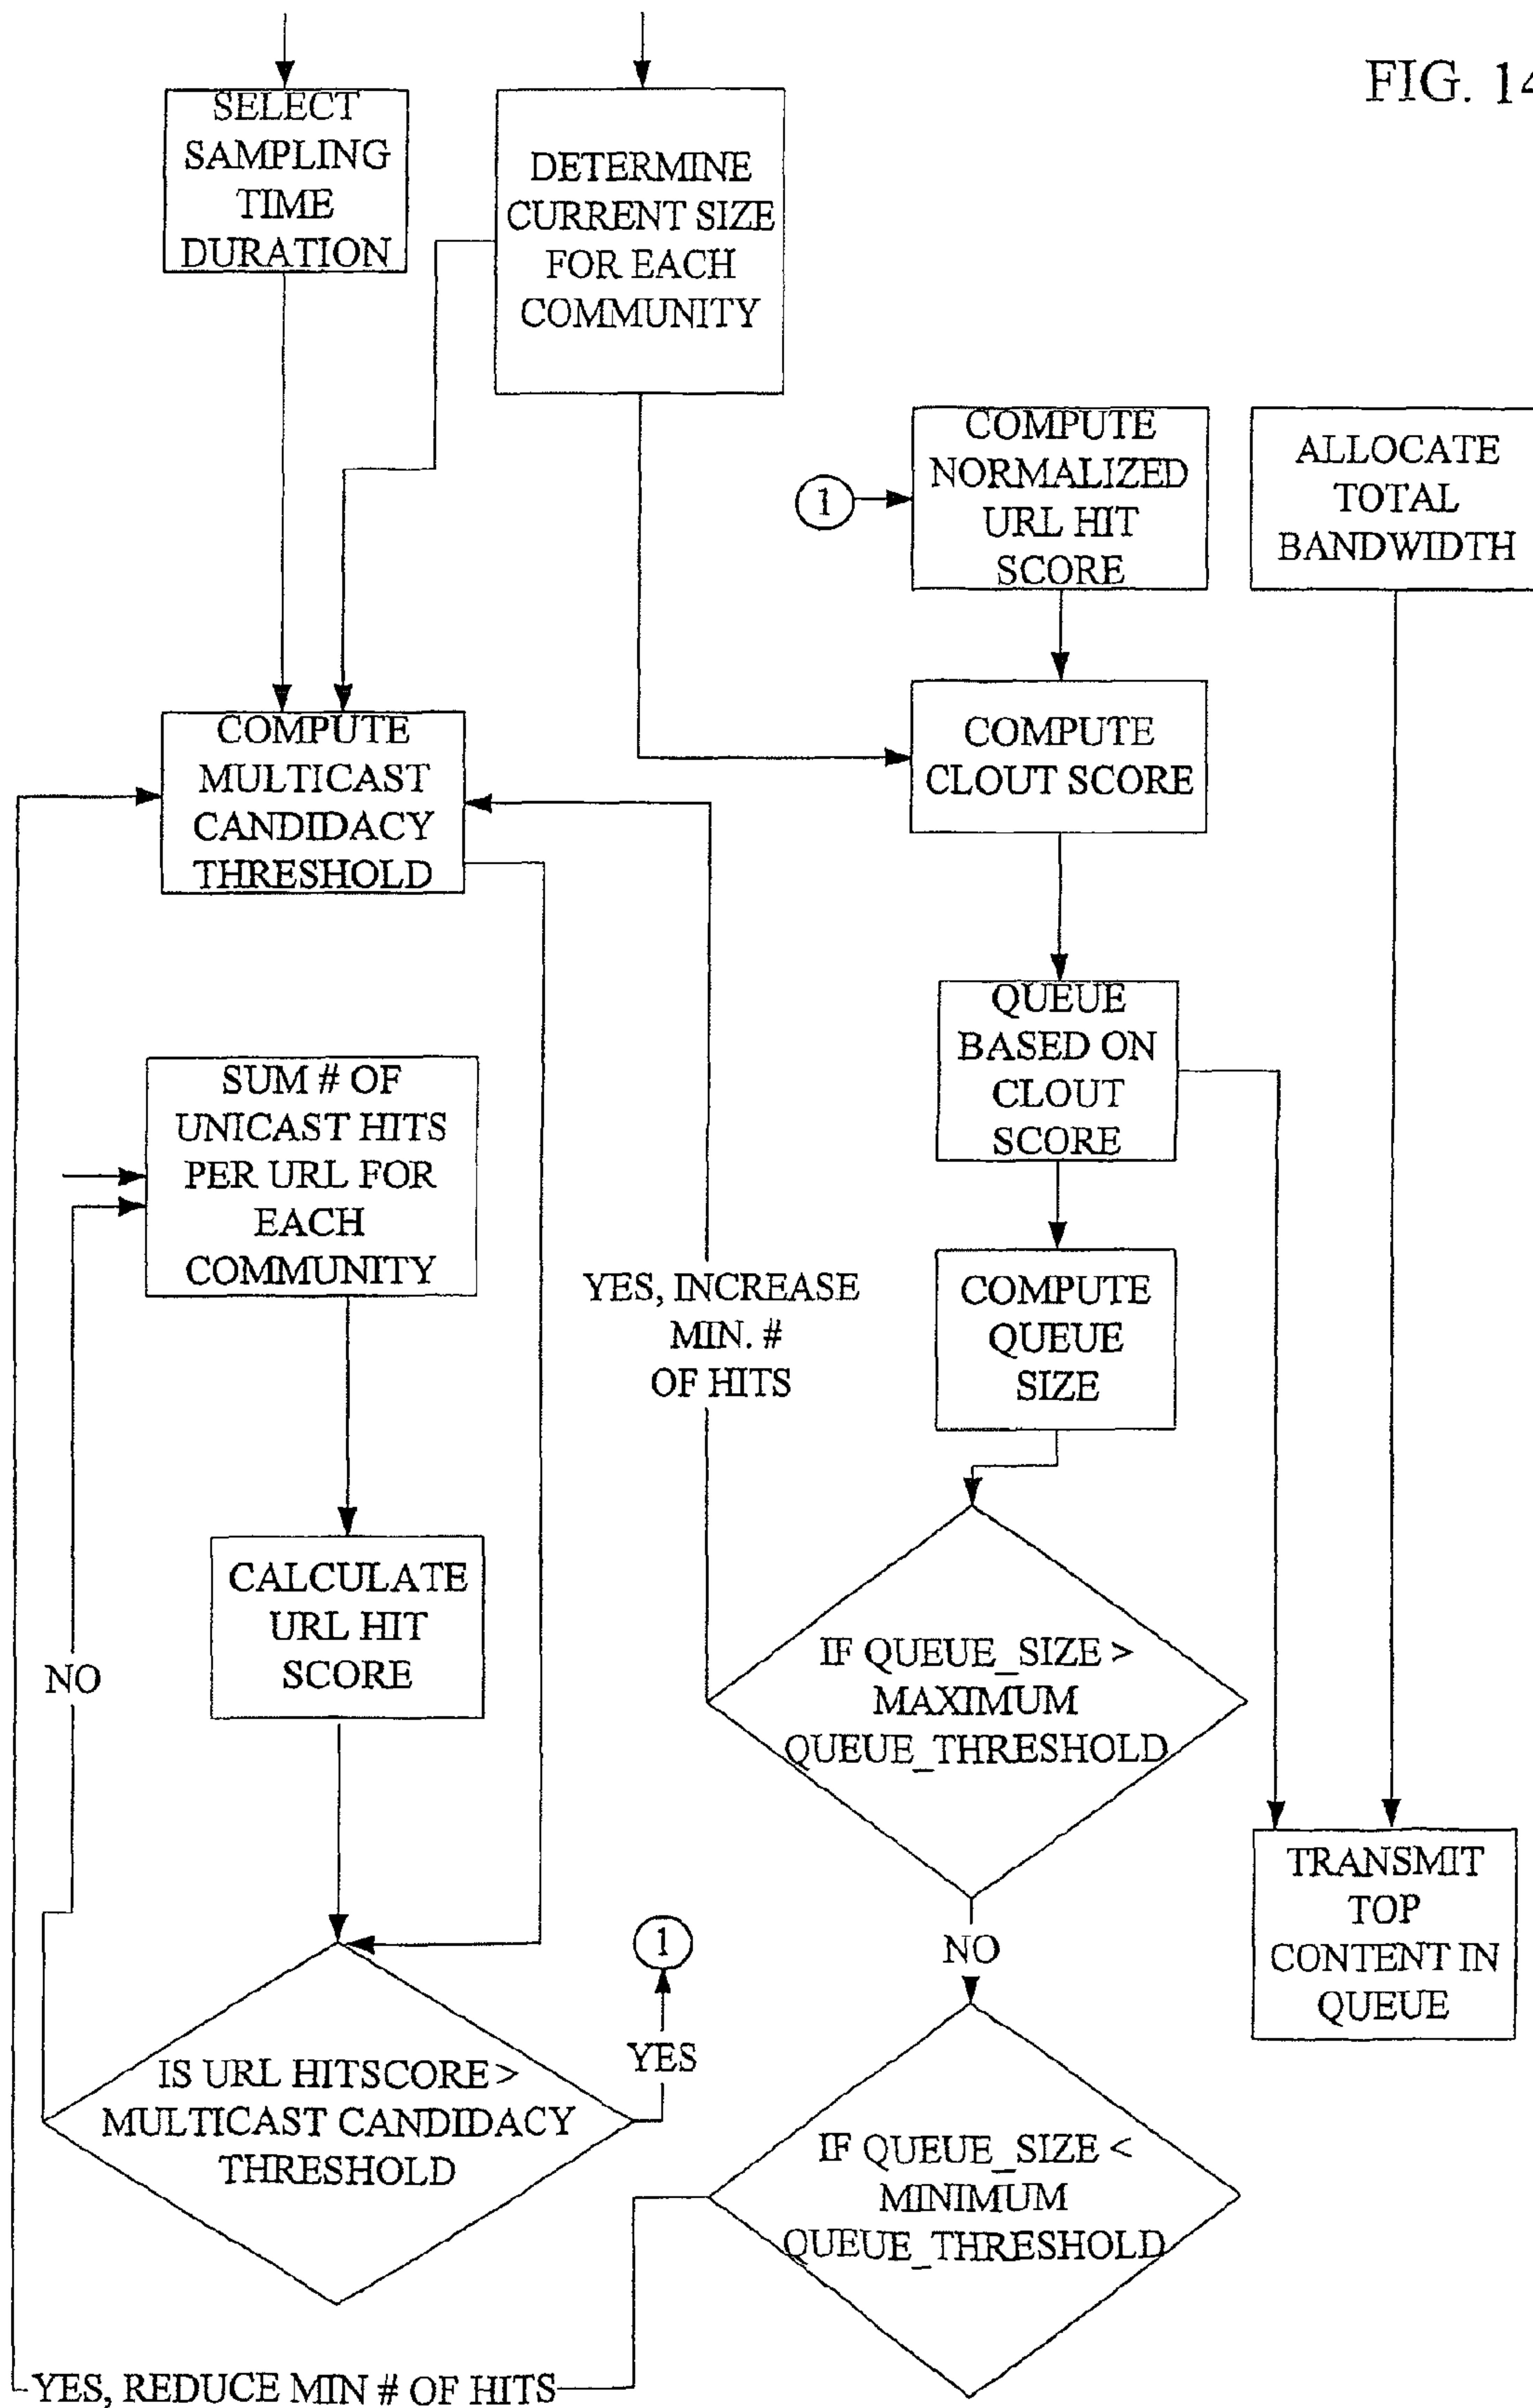 FIG. 14
SELECT
SAMPLING
TIME
DURATION
DETERMINE
CURRENT SIZE
FOR EACH
COMMUNITY
COMPUTE
NORMALIZED
URL HIT
SCORE
ALLOCATE
TOTAL
BANDWIDTH
1
COMPUTE
MULTICAST
CANDIDACY
THRESHOLD
COMPUTE
CLOUT SCORE
QUEUE
BASED ON
CLOUT
SCORE
SUM # OF
UNICAST HITS
PER URL FOR
EACH
COMMUNITY
YES, INCREASE
MIN. #
OF HITS
COMPUTE
QUEUE
SIZE
CALCULATE
URL HIT
SCORE
NO
IF QUEUE_SIZE >
MAXIMUM
QUEUE_THRESHOLD
TRANSMIT
TOP
CONTENT IN
QUEUE
1
YES
NO
IS URL HITSCORE >
MULTICAST CANDIDACY
THRESHOLD
IF QUEUE_SIZE <
MINIMUM
QUEUE_THRESHOLD
YES, REDUCE MIN # OF HITS